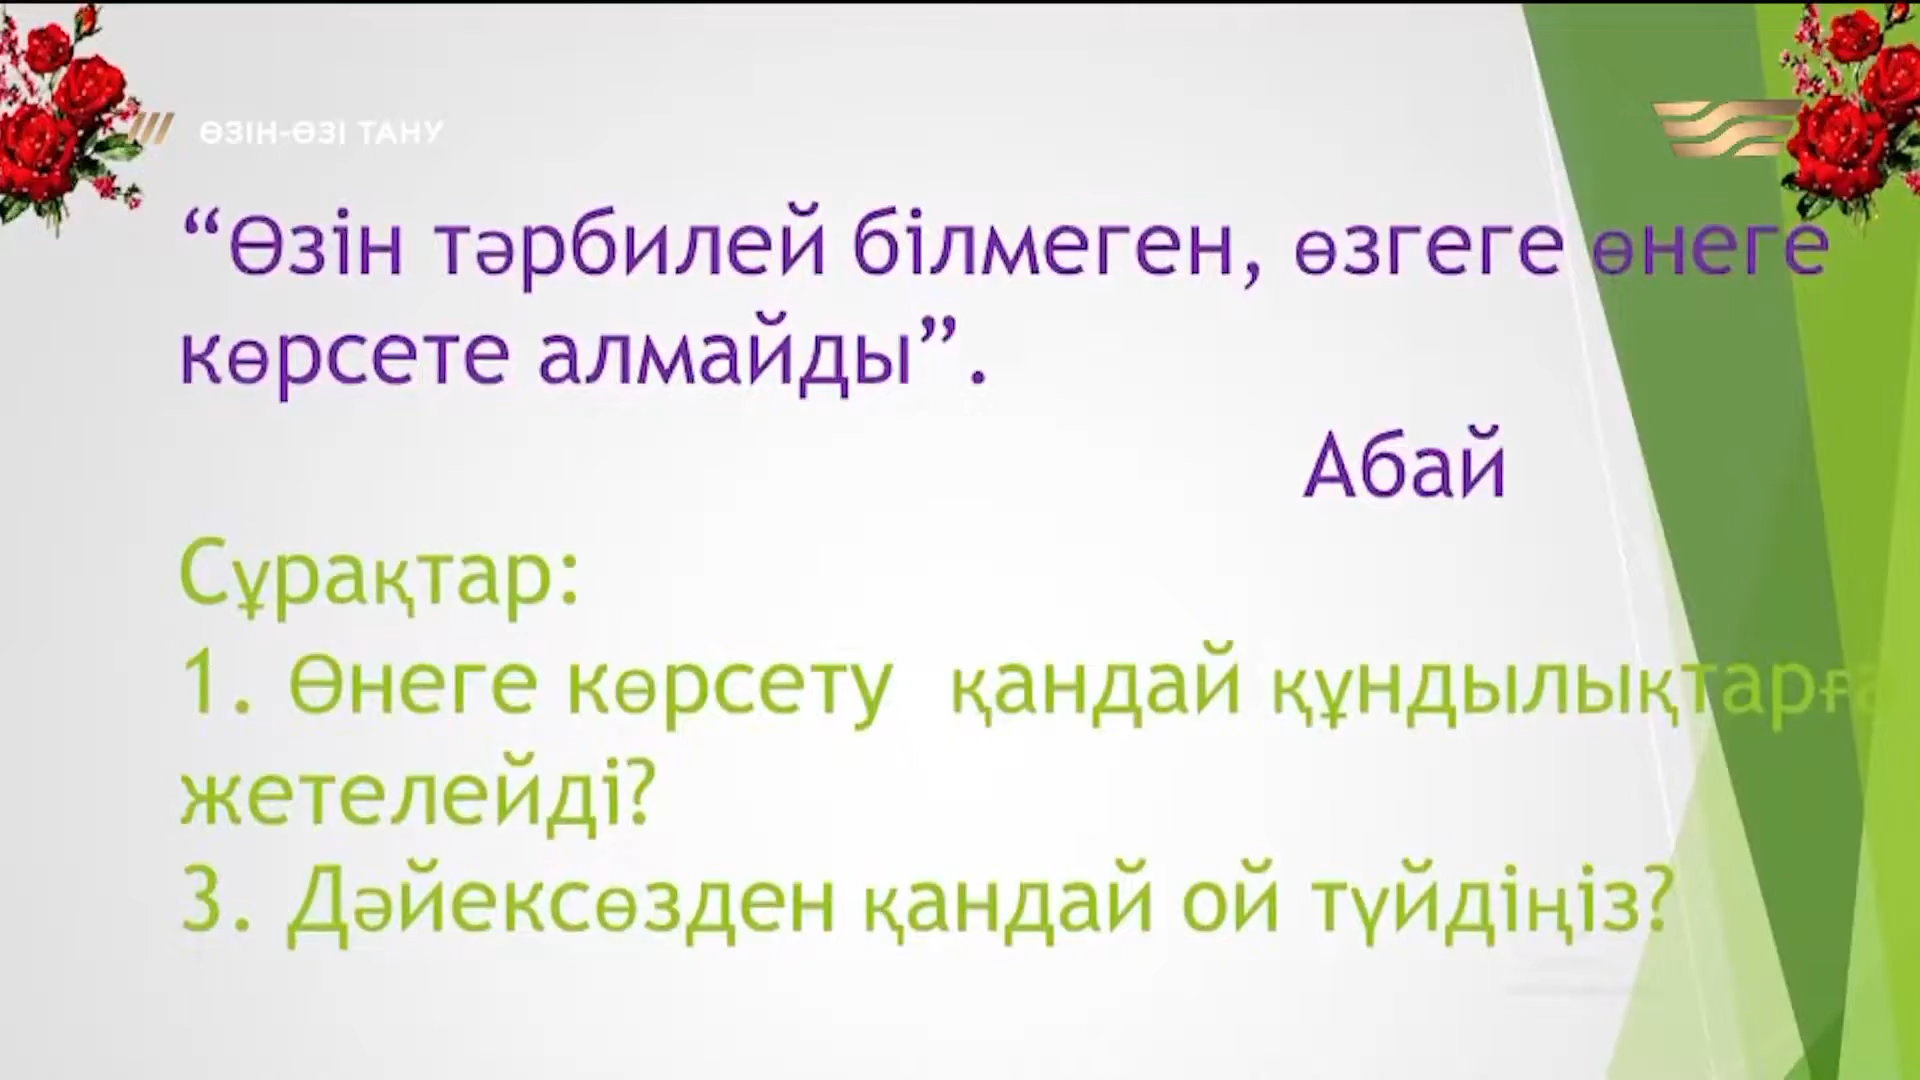 ӨЗІН-ӨЗІ ТАНУ
“Өзін тәрбилей білмеген, өзгеге өнеге
көрсете алмайды”.
Абай
Сұрақтар:
1. Өнеге көрсету қандай құндылықтарға
жетелейді?
3. Дәйексөзден қандай ой түйдіңіз?